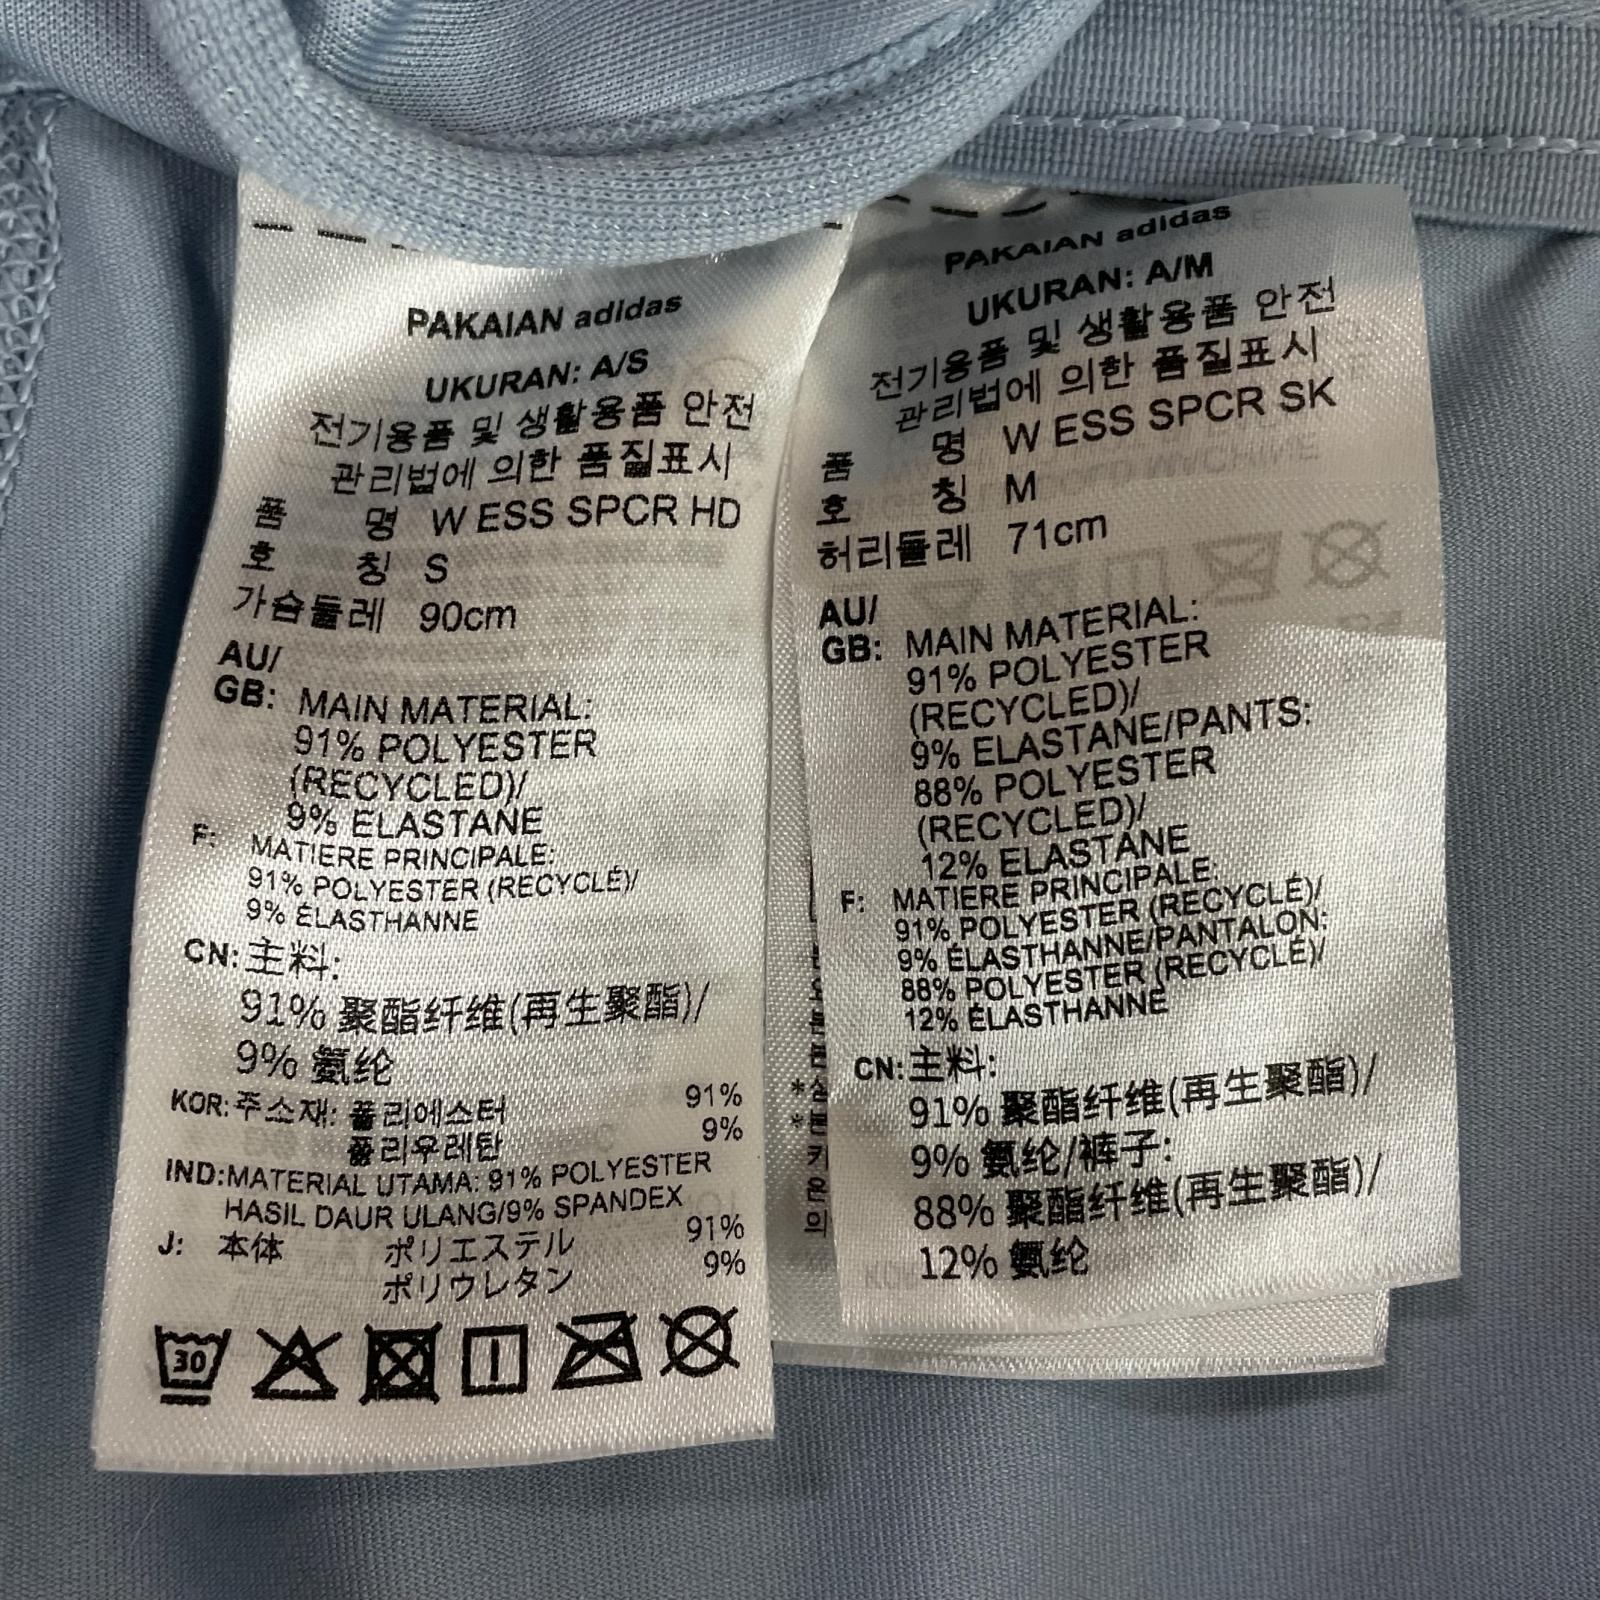 PAKAIAN adidas
UKURAN: A/S
전기용품 및 생활용품 안전
관리법에 의한 품질표시
품 명 W ESS SPCR HD
호 칭 S
가슴둘레 90cm
AU/
GB: MAIN MATERIAL:
91% POLYESTER
(RECYCLED)/
9% ELASTANE
F: MATIERE PRINCIPALE:
91% POLYESTER (RECYCLÉ)/
9% ÉLASTHANNE
CN: 主料:
91% 聚酯纤维(再生聚酯)/
9% 氨纶
KOR: 주소재: 폴리에스터 91%
폴리우레탄 9%
IND: MATERIAL UTAMA: 91% POLYESTER
HASIL DAUR ULANG/9% SPANDEX
J: 本体 ポリエステル 91%
ポリウレタン 9%
30
PAKAIAN adidas
UKURAN: A/M
전기용품 및 생활용품 안전
관리법에 의한 품질표시
품 명 W ESS SPCR SK
호 칭 M
허리둘레 71cm
AU/
GB: MAIN MATERIAL:
91% POLYESTER
(RECYCLED)/
9% ELASTANE/PANTS:
88% POLYESTER
(RECYCLED)/
12% ELASTANE
F: MATIERE PRINCIPALE:
91% POLYESTER (RECYCLÉ)/
9% ÉLASTHANNE/PANTALON:
88% POLYESTER (RECYCLÉ)/
12% ÉLASTHANNE
CN: 主料:
91% 聚酯纤维(再生聚酯)/
9% 氨纶/裤子:
88% 聚酯纤维(再生聚酯)/
12% 氨纶